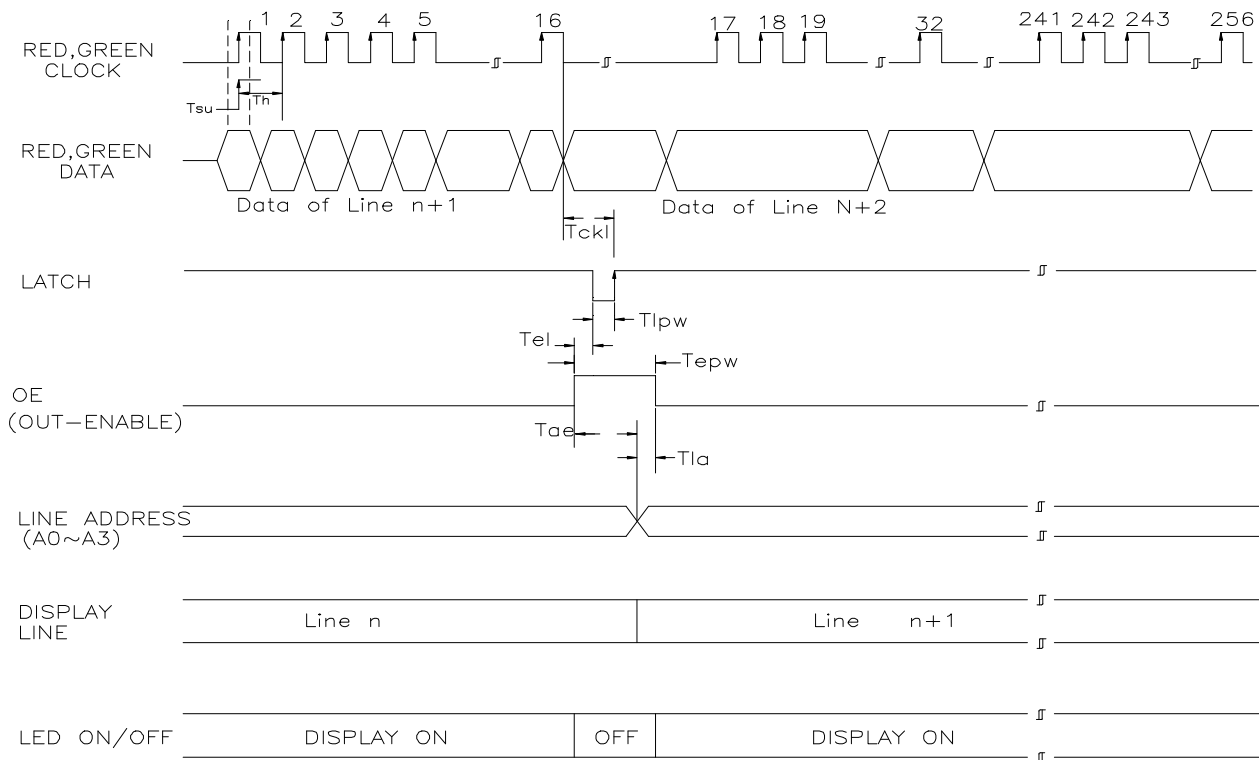 1 2 3 4 5 16 17 18 19 32 241 242 243 256
RED,GREEN
CLOCK
Tsu
Th
RED,GREEN
DATA
Data of Line n+1
Data of Line N+2
Tckl
LATCH
Tlpw
Tel
Tepw
OE
(OUT-ENABLE)
Tae
Tla
LINE ADDRESS
(A0~A3)
DISPLAY
LINE
Line n
Line n+1
LED ON/OFF
DISPLAY ON
OFF
DISPLAY ON